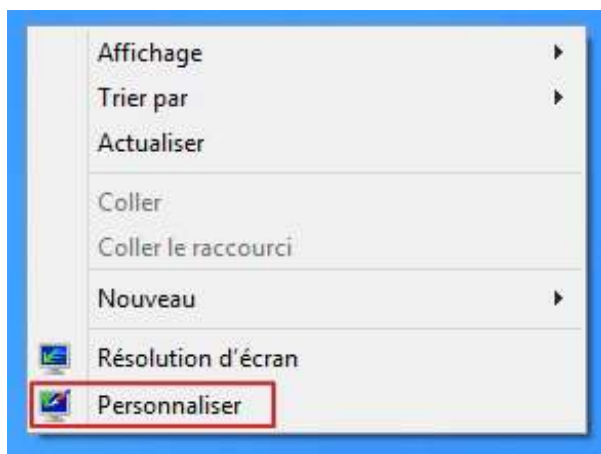 Affichage
Trier par
Actualiser
Coller
Coller le raccourci
Nouveau
Résolution d'écran
Personnaliser